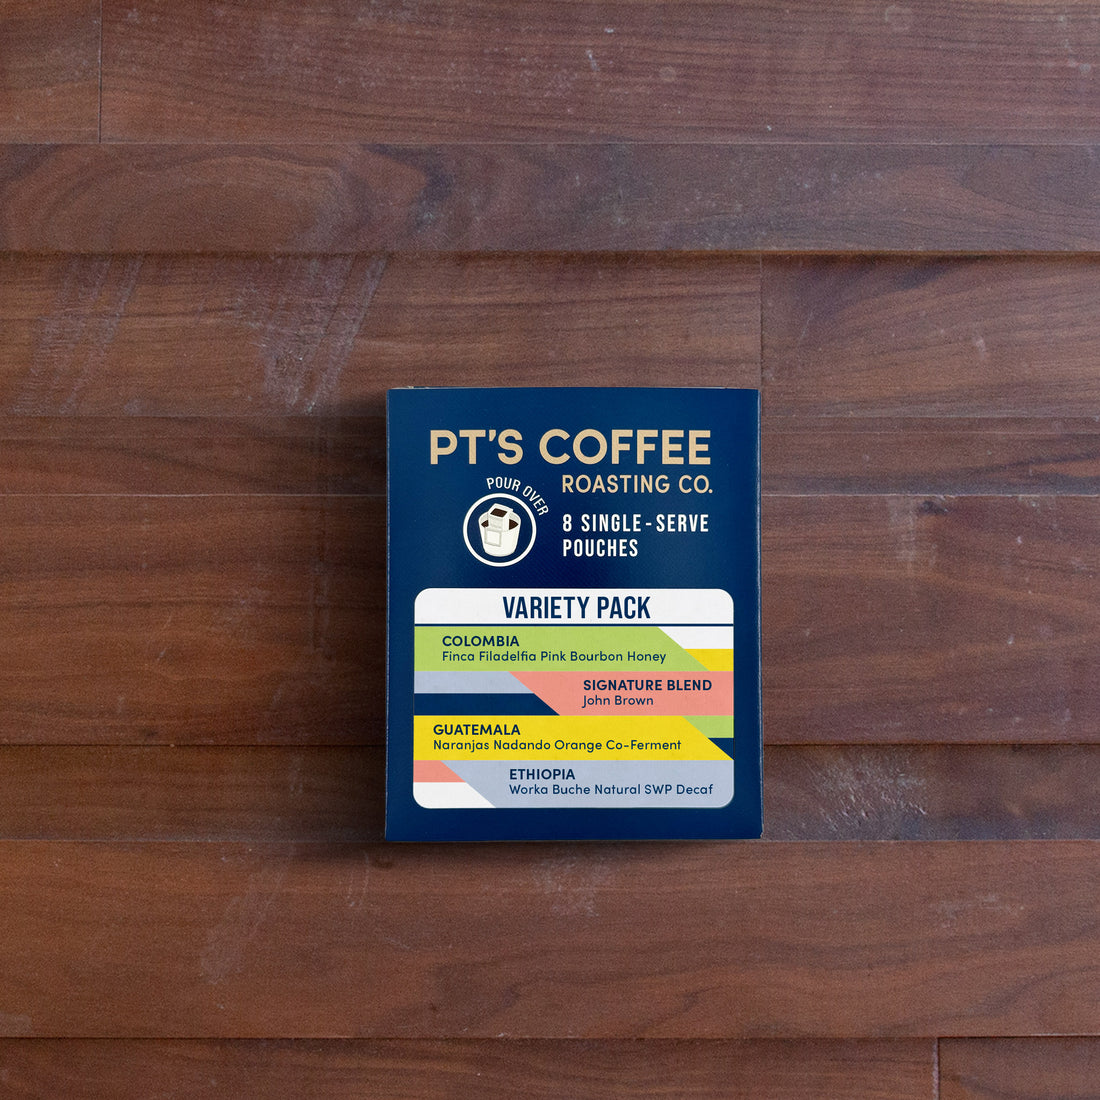 PT'S COFFEE
ROASTING CO.
POUR OVER
8 SINGLE-SERVE
POUCHES
VARIETY PACK
COLOMBIA
Finca Filadelfia Pink Bourbon Honey
SIGNATURE BLEND
John Brown
GUATEMALA
Naranjas Nadando Orange Co-Ferment
ETHIOPIA
Worka Buche Natural SWP Decaf